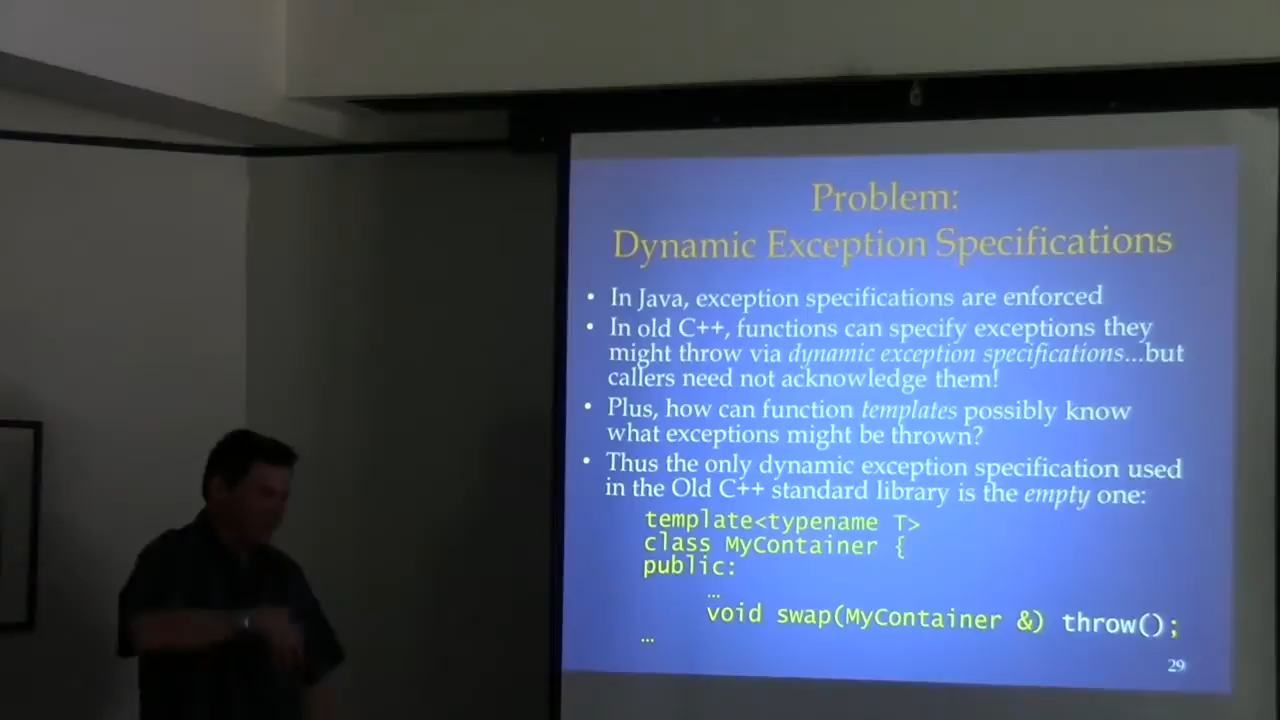 Problem:
Dynamic Exception Specifications
• In Java, exception specifications are enforced
• In old C++, functions can specify exceptions they
might throw via dynamic exception specifications...but
callers need not acknowledge them!
• Plus, how can function templates possibly know
what exceptions might be thrown?
• Thus the only dynamic exception specification used
in the Old C++ standard library is the empty one:
template<typename T>
class MyContainer {
public:
…
void swap(MyContainer &) throw();
…
29